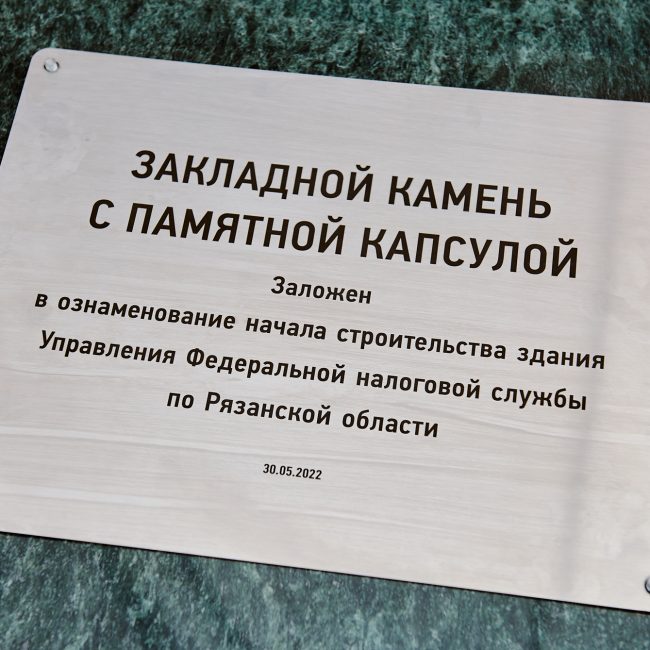 ЗАКЛАДНОЙ КАМЕНЬ
С ПАМЯТНОЙ КАПСУЛОЙ
Заложен
в ознаменование начала строительства здания
Управления Федеральной налоговой службы
по Рязанской области
30.05.2022